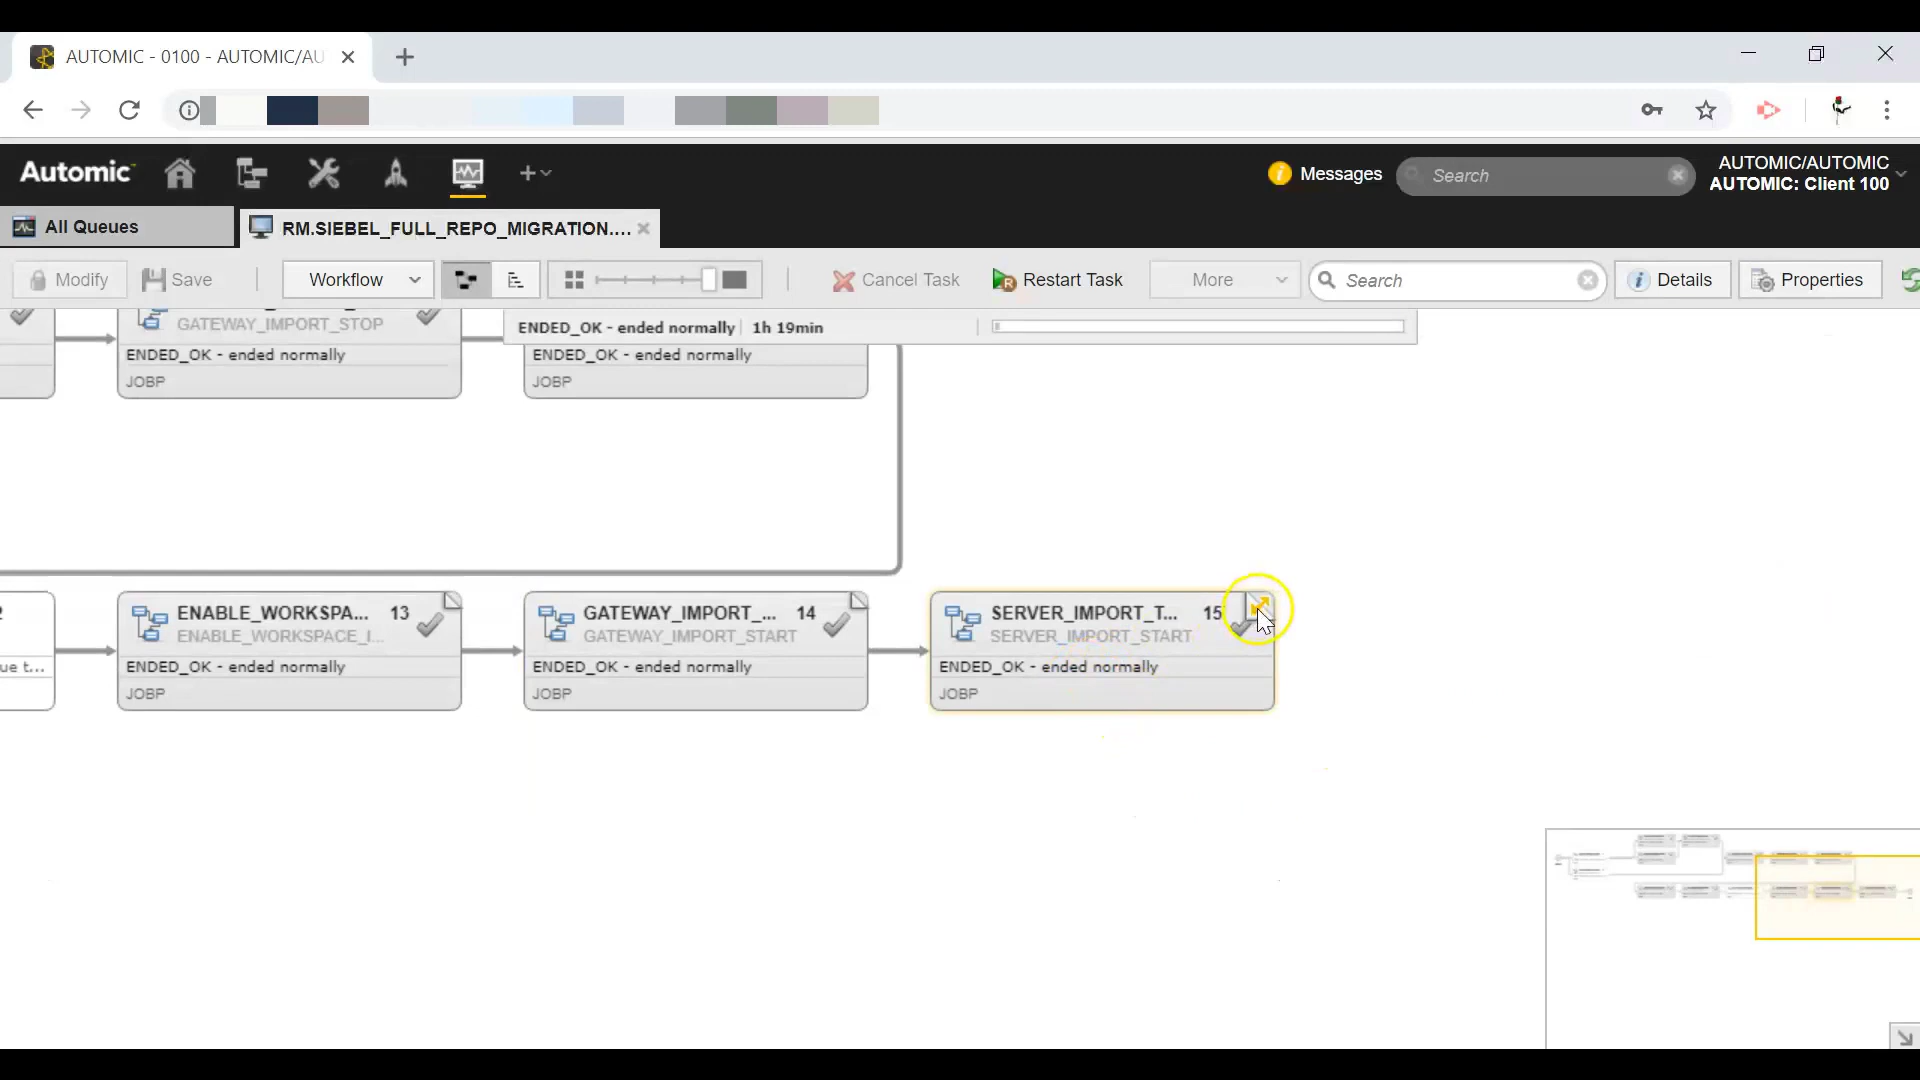 AUTOMIC - 0100 - AUTOMIC/AU
Automic
Messages
Search
AUTOMIC/AUTOMIC
AUTOMIC: Client 100
All Queues
RM.SIEBEL_FULL_REPO_MIGRATION....
Modify
Save
Workflow
Cancel Task
Restart Task
More
Search
Details
Properties
ENDED_OK - ended normally
1h 19min
GATEWAY_IMPORT_STOP
ENDED_OK - ended normally
JOBP
ENDED_OK - ended normally
JOBP
ue t...
ENABLE_WORKSPA... 13
ENABLE_WORKSPACE_I...
ENDED_OK - ended normally
JOBP
GATEWAY_IMPORT_... 14
GATEWAY_IMPORT_START
ENDED_OK - ended normally
JOBP
SERVER_IMPORT_T... 15
SERVER_IMPORT_START
ENDED_OK - ended normally
JOBP